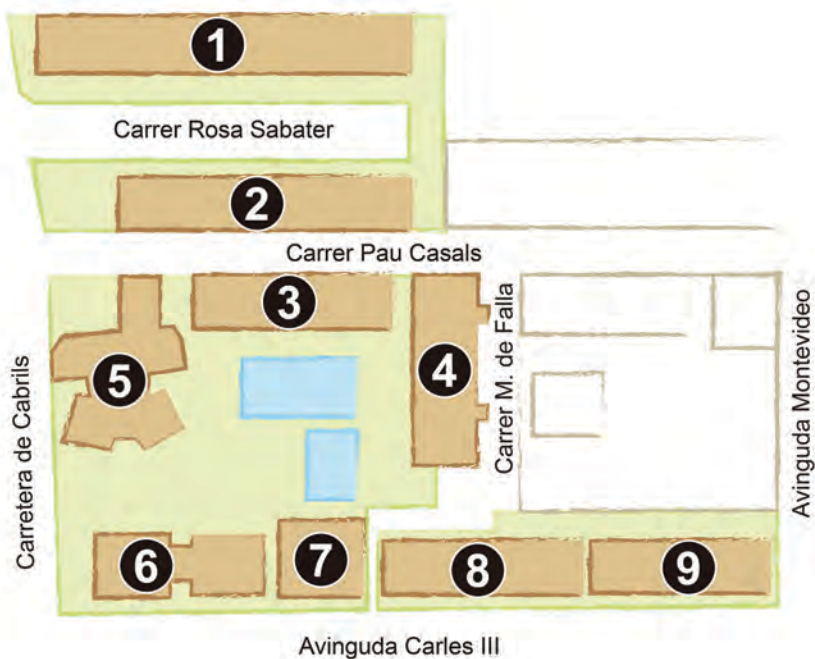 1
Carrer Rosa Sabater
2
Carrer Pau Casals
3
4
5
Carretera de Cabrils
Carrer M. de Falla
Avinguda Montevideo
6
7
8
9
Avinguda Carles III